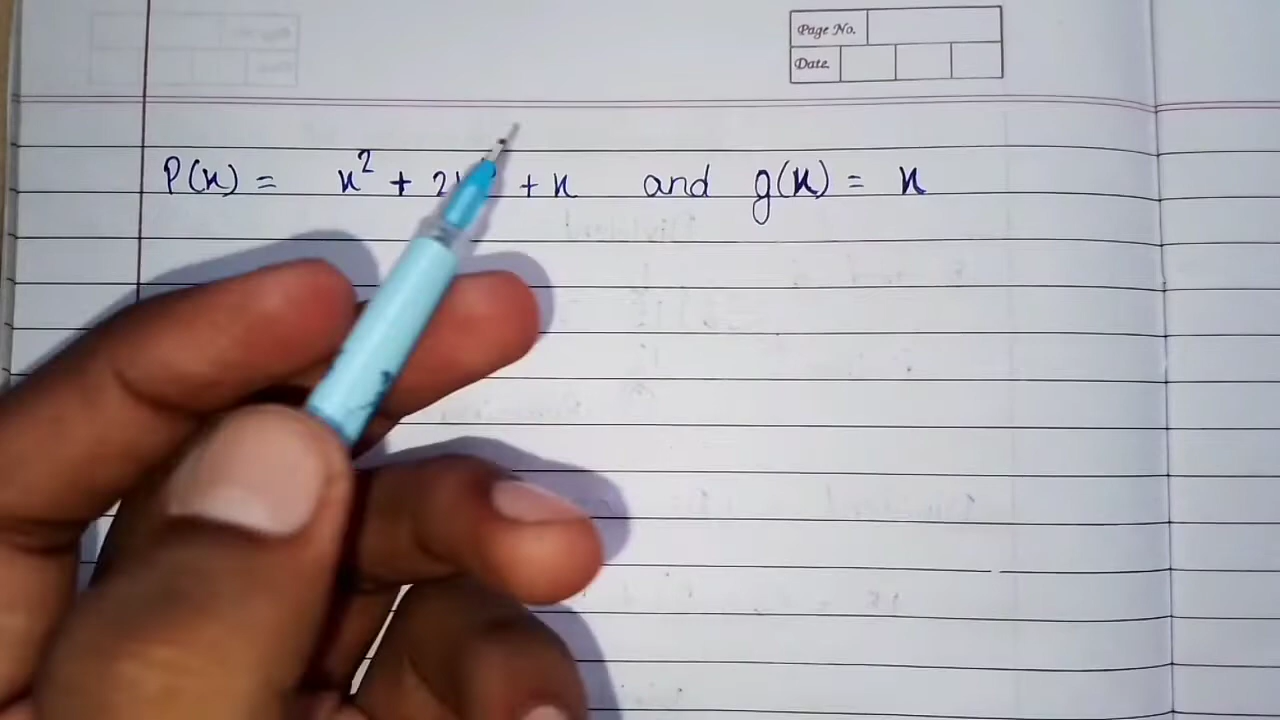 Page No.
Date
P(x) = x² + 2 + x and g(x) = x